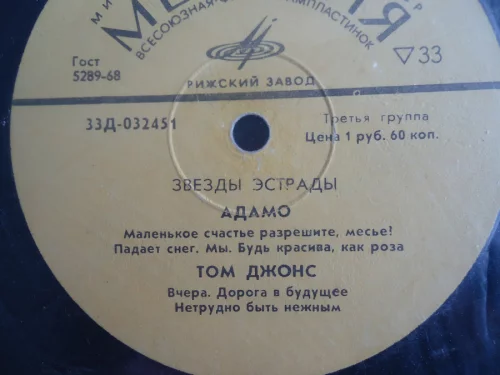 ВСЕСОЮЗНАЯ
Гост
5289-68
▽33
РИЖСКИЙ ЗАВОД
33Д-032451
Третья группа
Цена 1 руб. 60 коп.
ЗВЕЗДЫ ЭСТРАДЫ
АДАМО
Маленькое счастье разрешите, месье!
Падает снег. Мы. Будь красива, как роза
ТОМ ДЖОНС
Вчера. Дорога в будущее
Нетрудно быть нежным